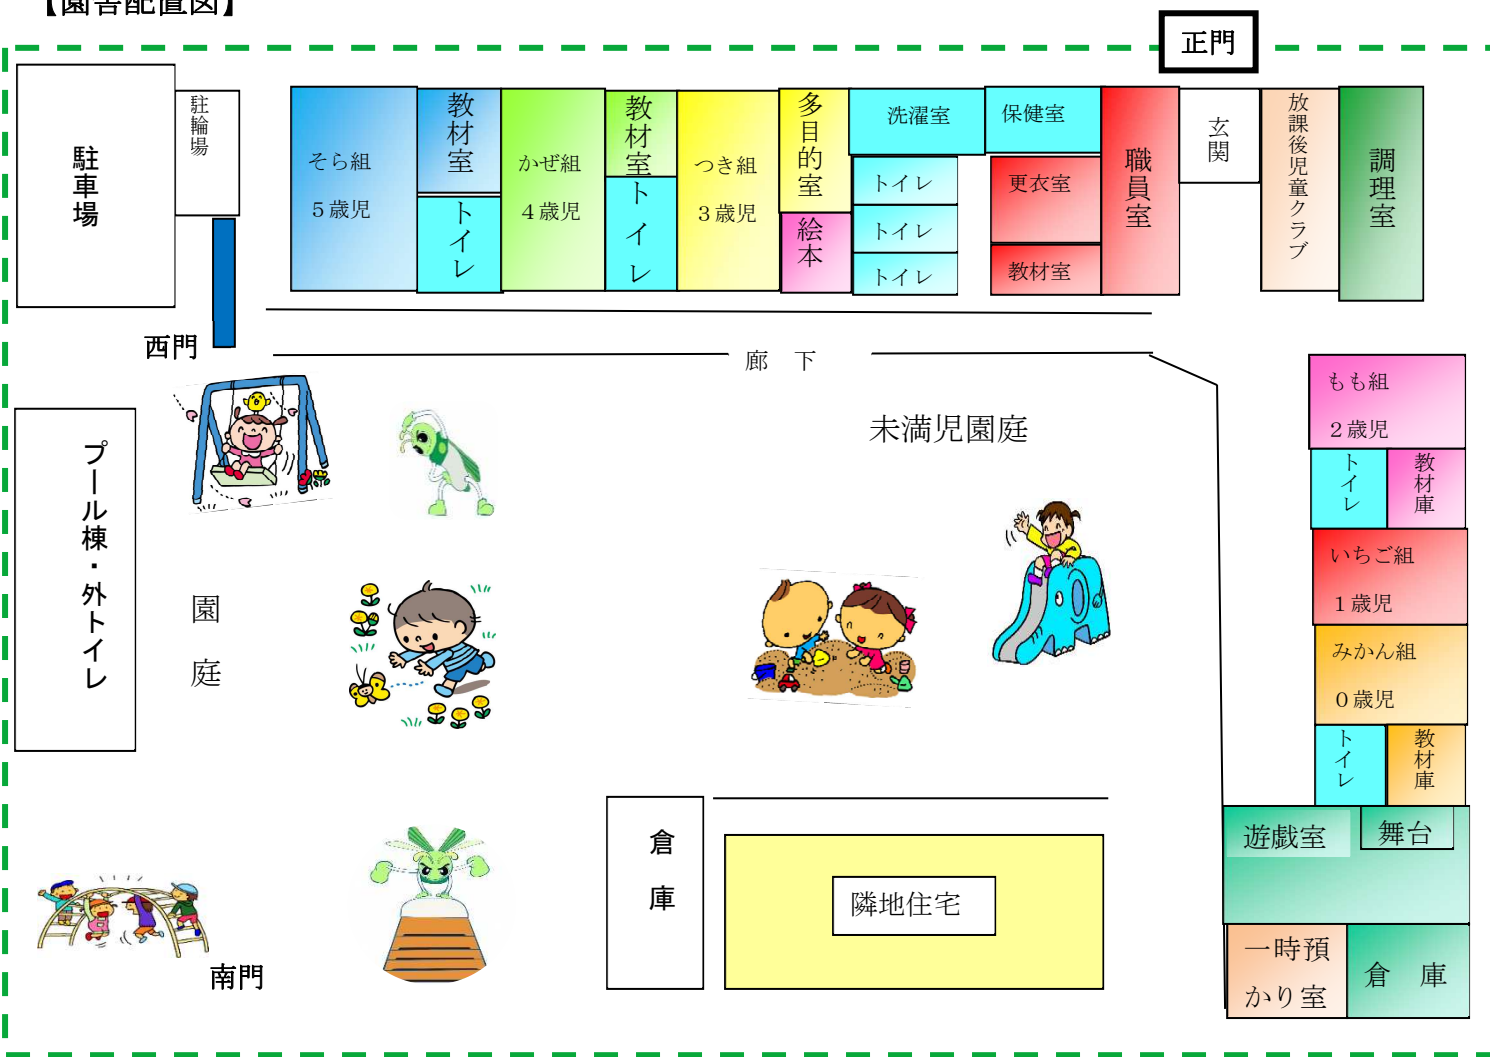 【園舎配置図】
正門
駐車場
駐輪場
そら組
５歳児
教材室
トイレ
かぜ組
４歳児
教材室
トイレ
つき組
３歳児
多目的室
絵本
洗濯室
トイレ
トイレ
トイレ
保健室
更衣室
教材室
職員室
玄関
放課後児童クラブ
調理室
西門
廊　下
未満児園庭
プール棟・外トイレ
園庭
もも組
２歳児
トイレ
教材庫
いちご組
１歳児
みかん組
０歳児
トイレ
教材庫
遊戯室
舞台
一時預
かり室
倉　庫
倉庫
隣地住宅
南門